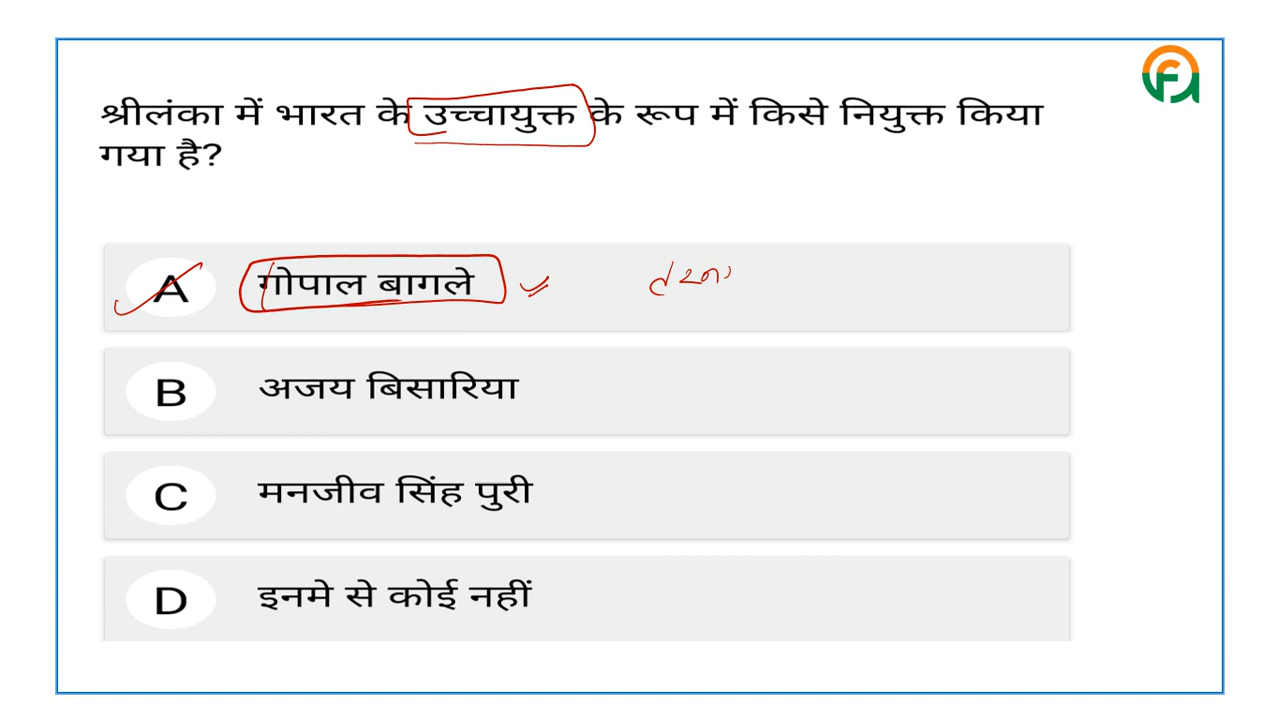 श्रीलंका में भारत के उच्चायुक्त के रूप में किसे नियुक्त किया
गया है?
A गोपाल बागले
B अजय बिसारिया
C मनजीव सिंह पुरी
D इनमे से कोई नहीं